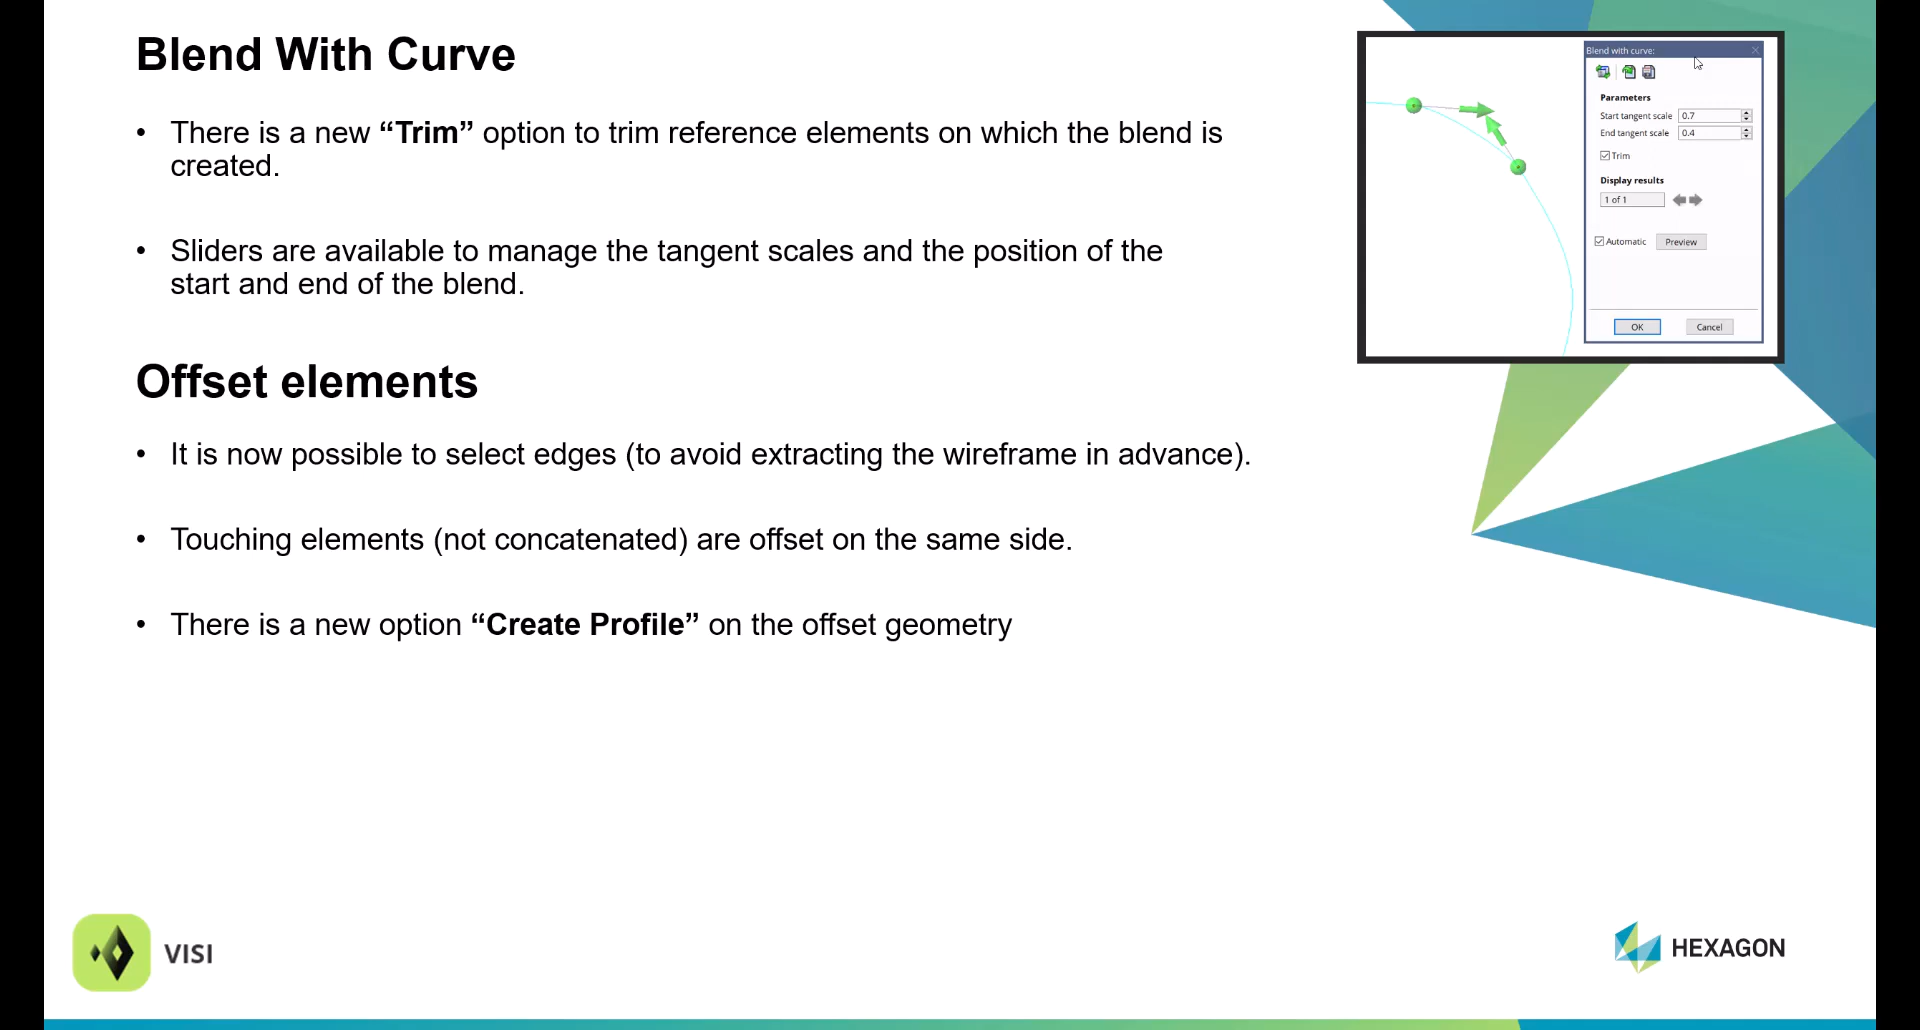 Blend With Curve
• There is a new “Trim” option to trim reference elements on which the blend is
created.
• Sliders are available to manage the tangent scales and the position of the
start and end of the blend.
Offset elements
• It is now possible to select edges (to avoid extracting the wireframe in advance).
• Touching elements (not concatenated) are offset on the same side.
• There is a new option “Create Profile” on the offset geometry
Blend with curve:
Parameters
Start tangent scale 0.7
End tangent scale 0.4
Trim
Display results
1 of 1
Automatic Preview
OK Cancel
VISI
HEXAGON